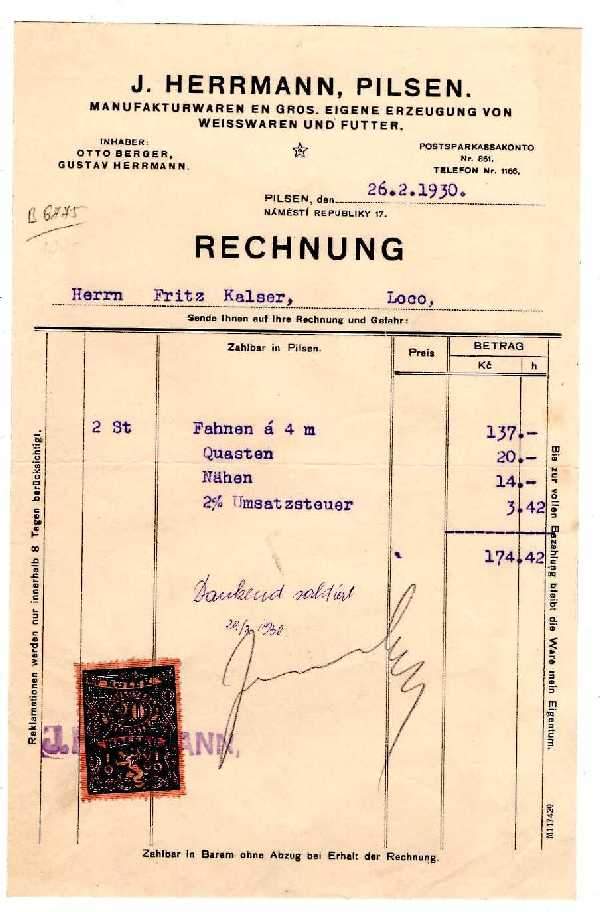 J. HERRMANN, PILSEN.
MANUFAKTURWAREN EN GROS. EIGENE ERZEUGUNG VON
WEISSWAREN UND FUTTER.
INHABER:
OTTO BERGER,
GUSTAV HERRMANN.
POSTSPARKASSAKONTO
Nr. 861.
TELEFON Nr. 1166.
PILSEN, den 26.2.1930.
NÁMĚSTÍ REPUBLIKY 17.
B 6775
RECHNUNG
Herrn Fritz Kalser, Loco,
Sende Ihnen auf Ihre Rechnung und Gefahr:
Zahlbar in Pilsen. Preis BETRAG
Kč h
2 St Fahnen á 4 m 137.-
Quasten 20.-
Nähen 14.-
2% Umsatzsteuer 3.42
174.42
Dankend saldiert
1930
J. MANN,
Reklamationen werden nur innerhalb 8 Tagen berücksichtigt.
Bis zur vollen Bezahlung bleibt die Ware mein Eigentum.
Zahlbar in Barem ohne Abzug bei Erhalt der Rechnung.